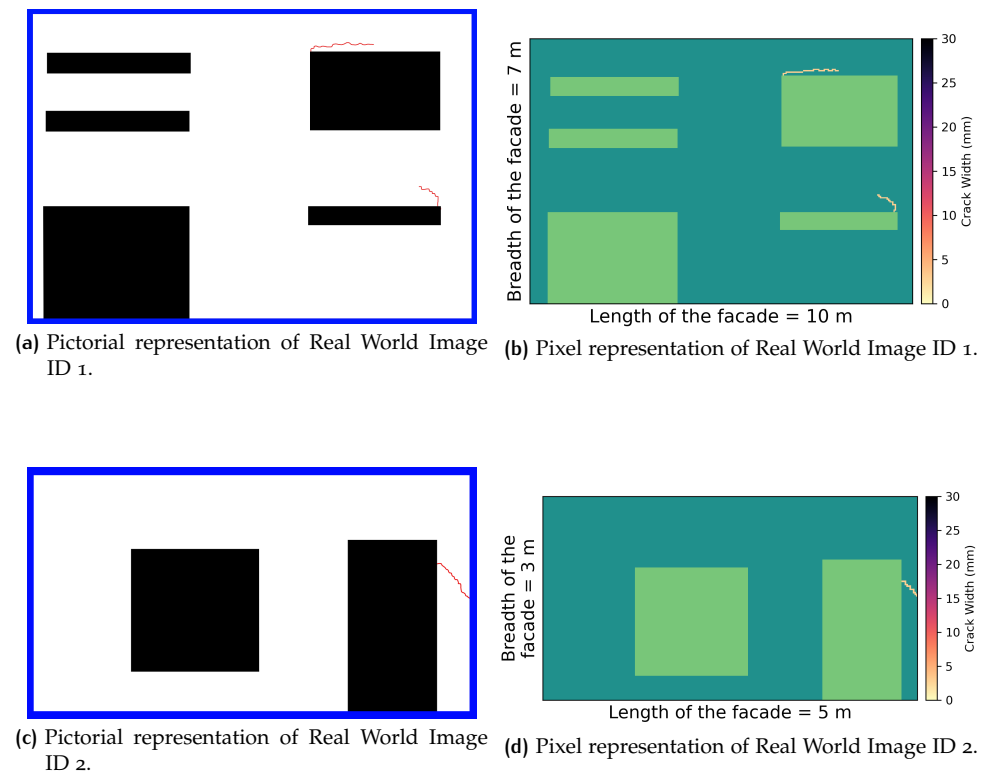 Breadth of the facade = 7 m
Length of the facade = 10 m
30
25
20
15
10
5
0
Crack Width (mm)
(a) Pictorial representation of Real World Image
ID 1.
(b) Pixel representation of Real World Image ID 1.
Breadth of the
facade = 3 m
Length of the facade = 5 m
30
25
20
15
10
5
0
Crack Width (mm)
(c) Pictorial representation of Real World Image
ID 2.
(d) Pixel representation of Real World Image ID 2.